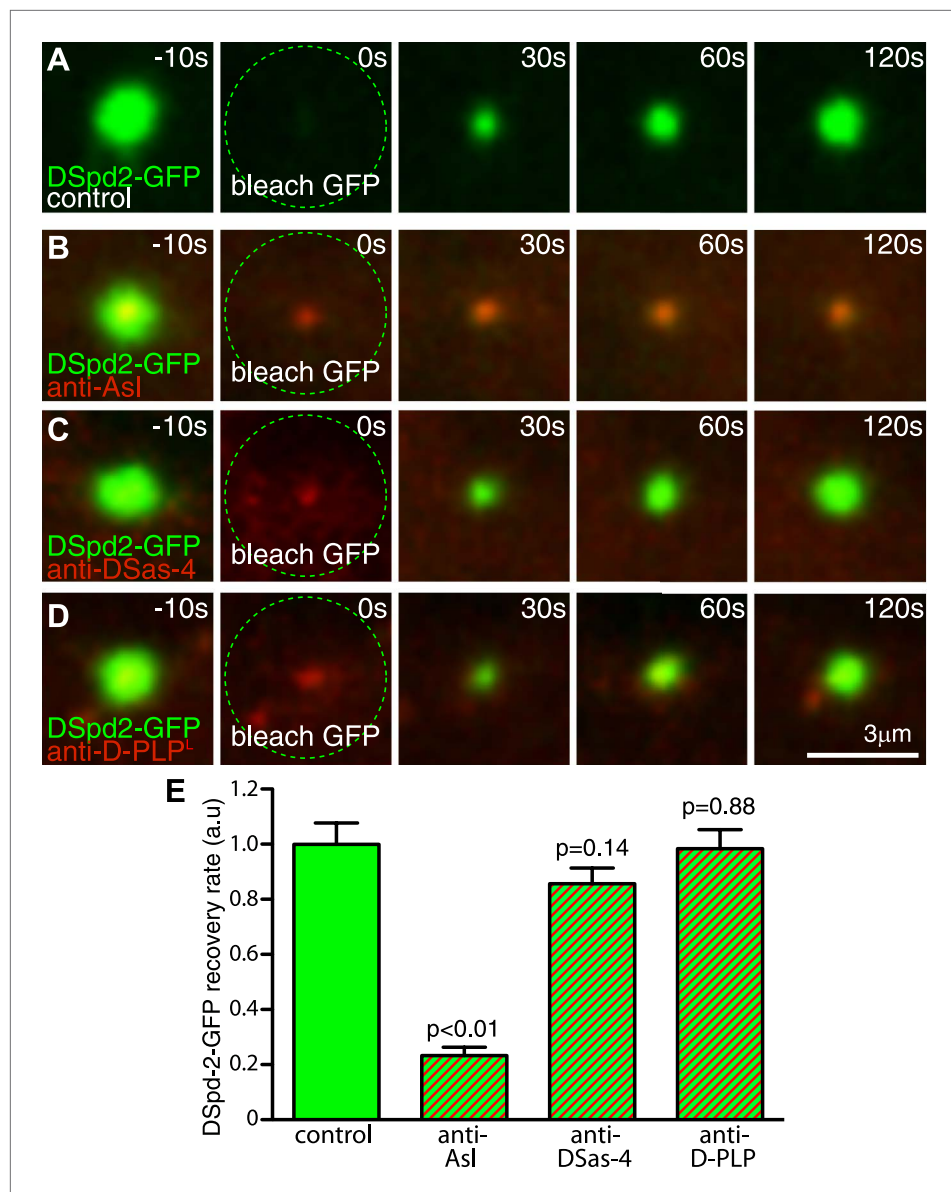 A -10s 0s 30s 60s 120s
DSpd2-GFP
control
bleach GFP
B -10s 0s 30s 60s 120s
DSpd2-GFP
anti-Asl
bleach GFP
C -10s 0s 30s 60s 120s
DSpd2-GFP
anti-DSas-4
bleach GFP
D -10s 0s 30s 60s 120s
DSpd2-GFP
anti-D-PLPᴸ
bleach GFP
3μm
E
DSpd-2-GFP recovery rate (a.u)
1.2
1.0
0.8
0.6
0.4
0.2
0
p<0.01
p=0.14
p=0.88
control
anti-
Asl
anti-
DSas-4
anti-
D-PLP